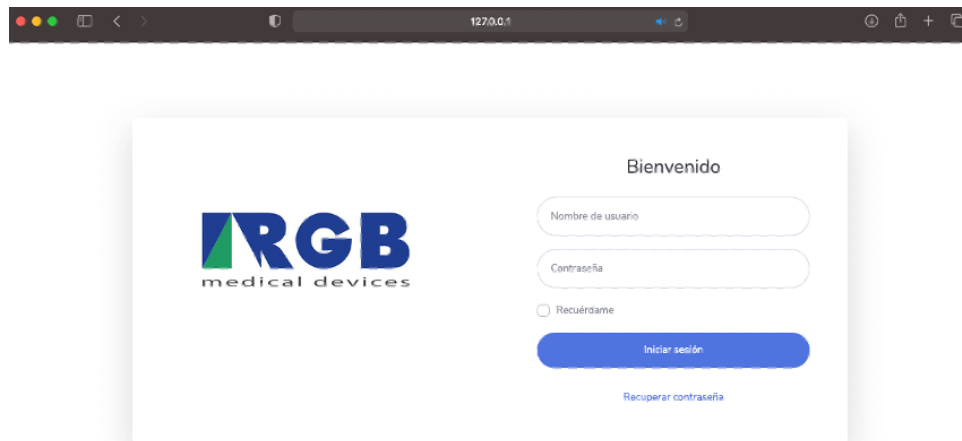 127.0.0.1
Bienvenido
Nombre de usuario
RGB
medical devices
Contraseña
Recuérdame
Iniciar sesión
Recuperar contraseña